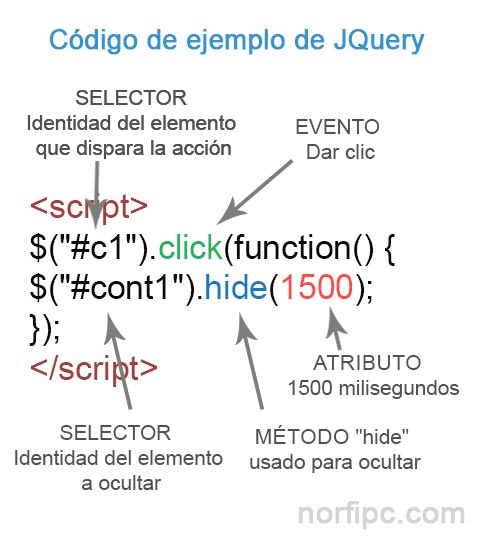 Código de ejemplo de JQuery
SELECTOR
Identidad del elemento
que dispara la acción
EVENTO
Dar clic
<script>
$("#c1").click(function() {
$("#cont1").hide(1500);
});
</script>
ATRIBUTO
1500 milisegundos
SELECTOR
Identidad del elemento
a ocultar
MÉTODO "hide"
usado para ocultar
norfipc.com